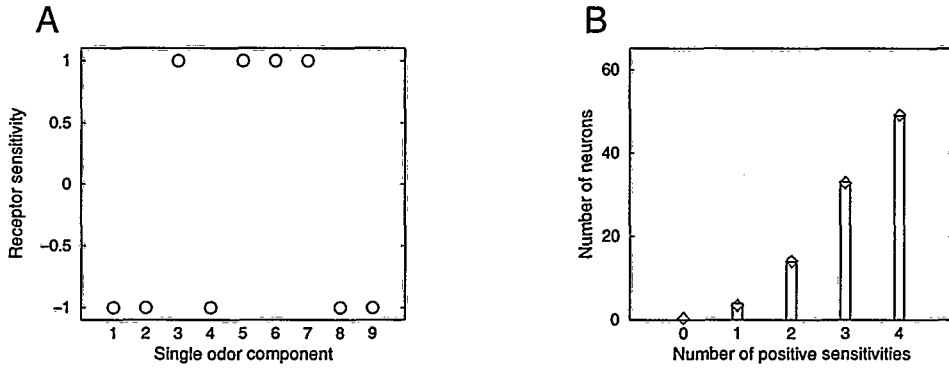 A
Receptor sensitivity
1
0.5
0
−0.5
−1
1 2 3 4 5 6 7 8 9
Single odor component
B
Number of neurons
60
40
20
0
0 1 2 3 4
Number of positive sensitivities